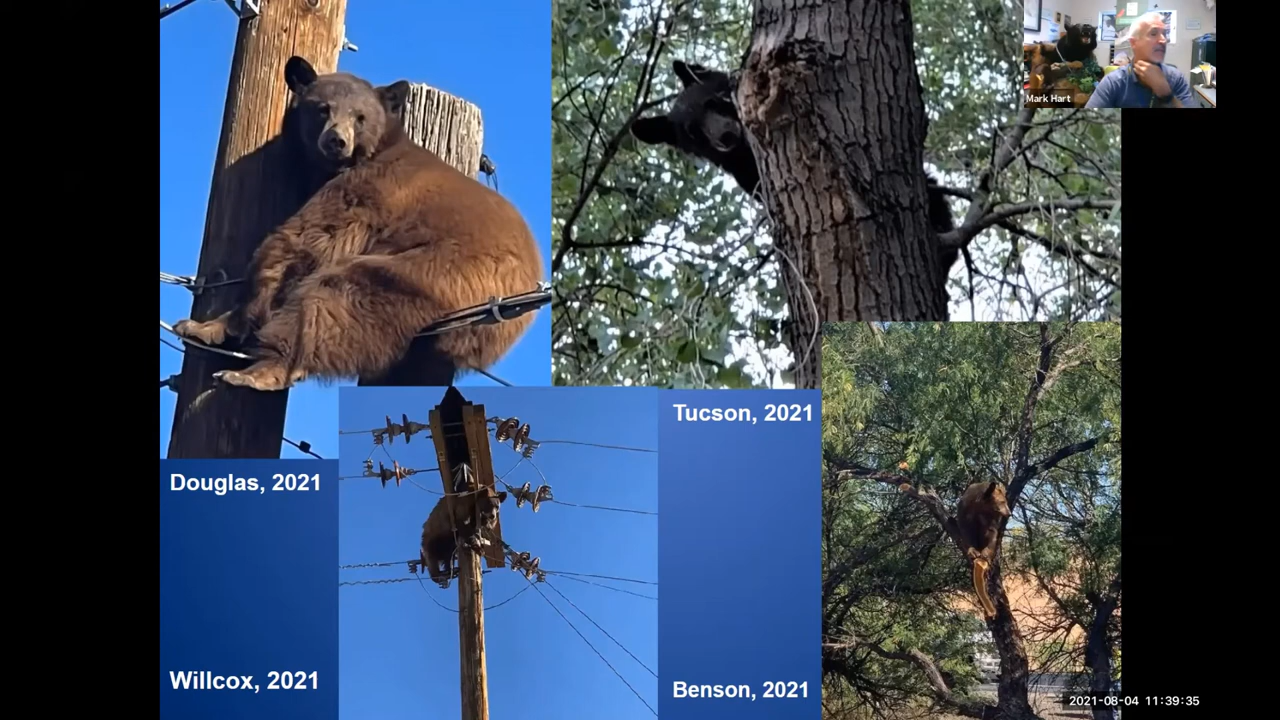 Mark Hart
Tucson, 2021
Douglas, 2021
Willcox, 2021
Benson, 2021
2021-08-04 11:39:35